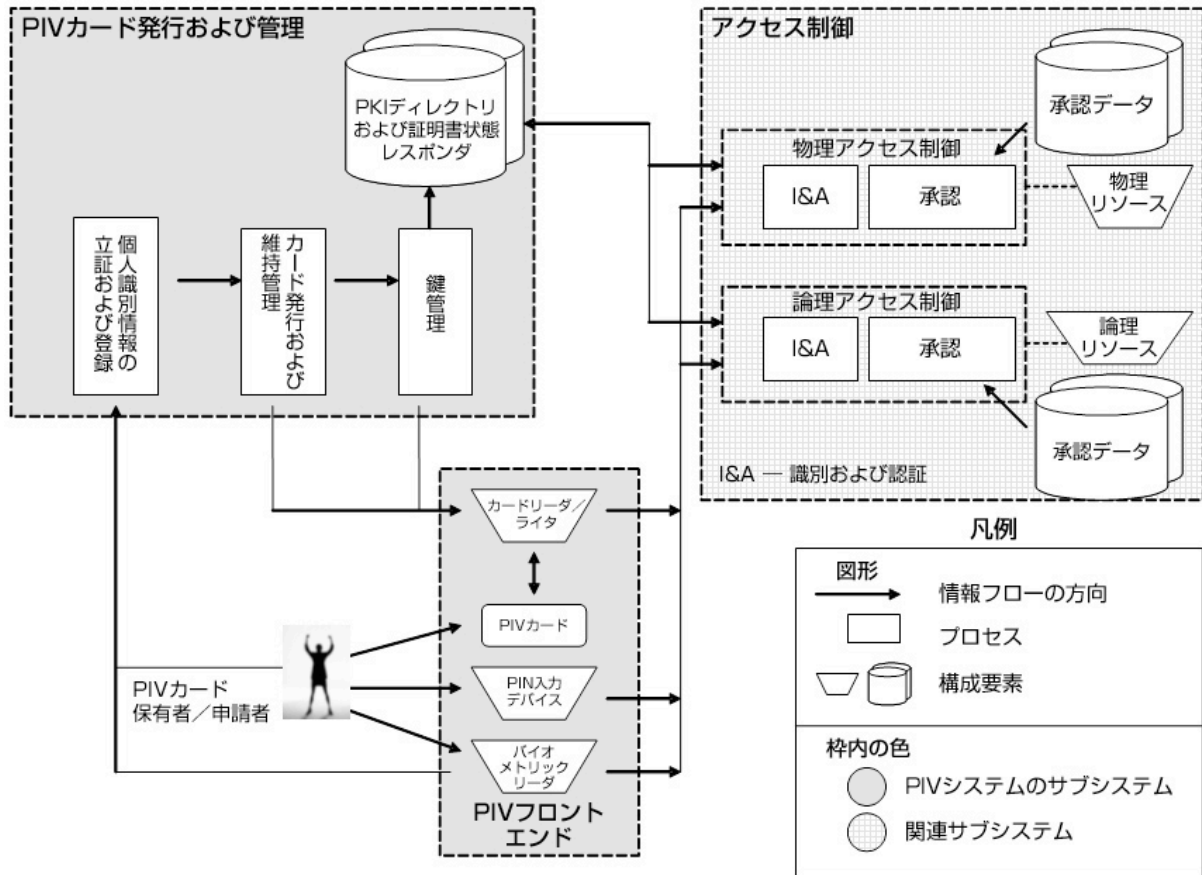 PIVカード発行および管理
PKIディレクトリ
および証明書状態
レスポンダ
個人識別情報の
立証および登録
カード発行および
維持管理
鍵管理
アクセス制御
承認データ
物理アクセス制御
I&A
承認
物理
リソース
論理アクセス制御
I&A
承認
論理
リソース
承認データ
I&A ― 識別および認証
カードリーダ/
ライタ
PIVカード
PIN入力
デバイス
バイオ
メトリック
リーダ
PIVフロント
エンド
PIVカード
保有者/申請者
凡例
図形
情報フローの方向
プロセス
構成要素
枠内の色
PIVシステムのサブシステム
関連サブシステム